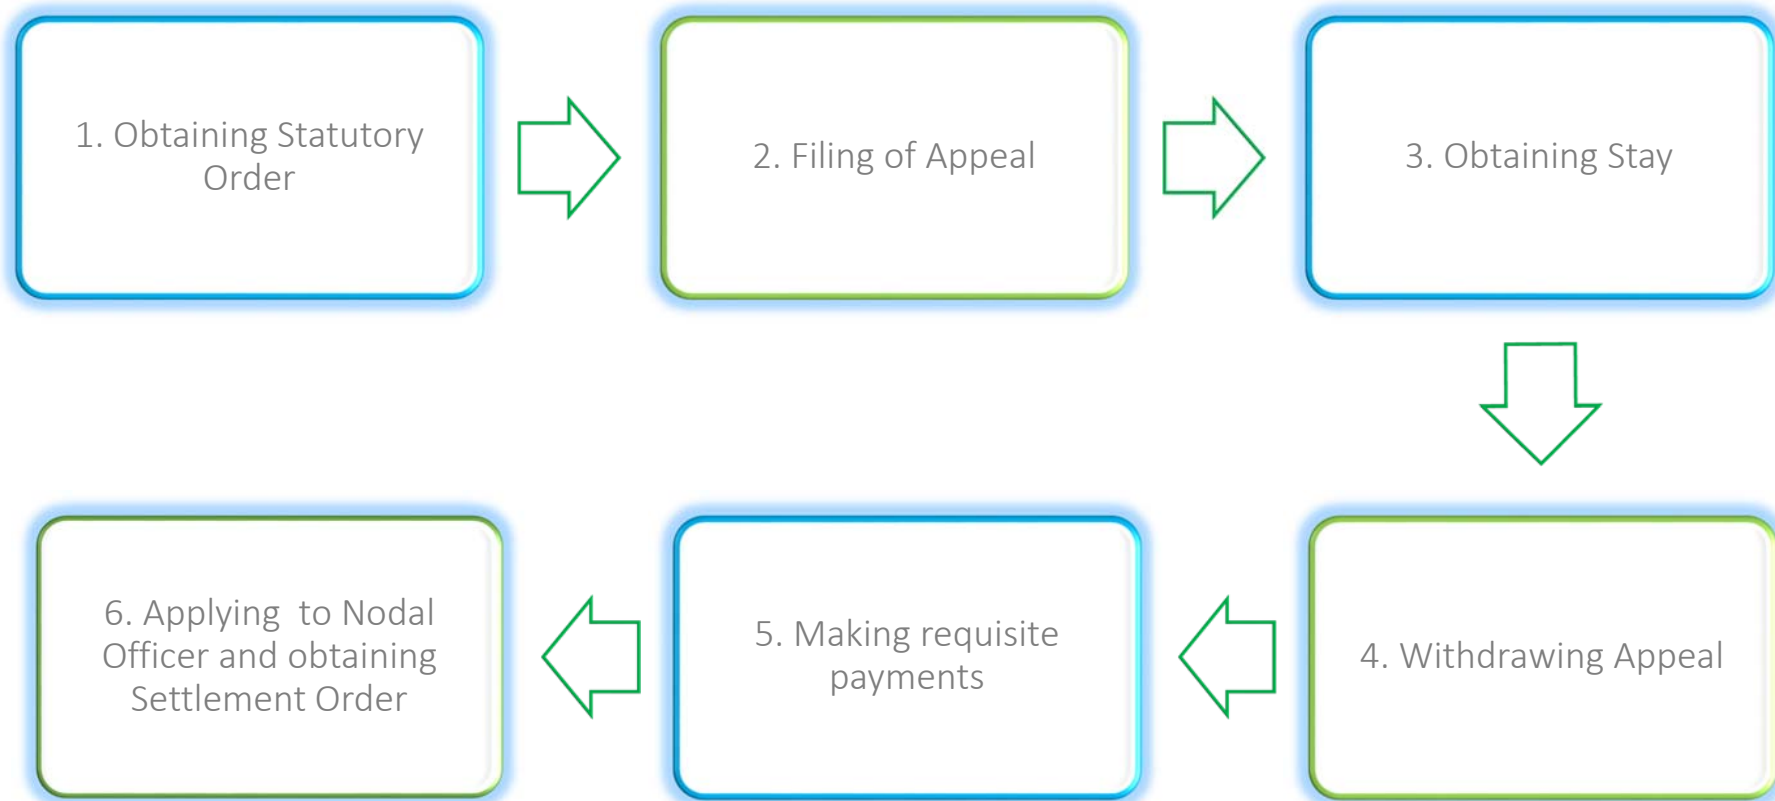 1. Obtaining Statutory
Order
2. Filing of Appeal
3. Obtaining Stay
4. Withdrawing Appeal
5. Making requisite
payments
6. Applying  to Nodal
Officer and obtaining
Settlement Order